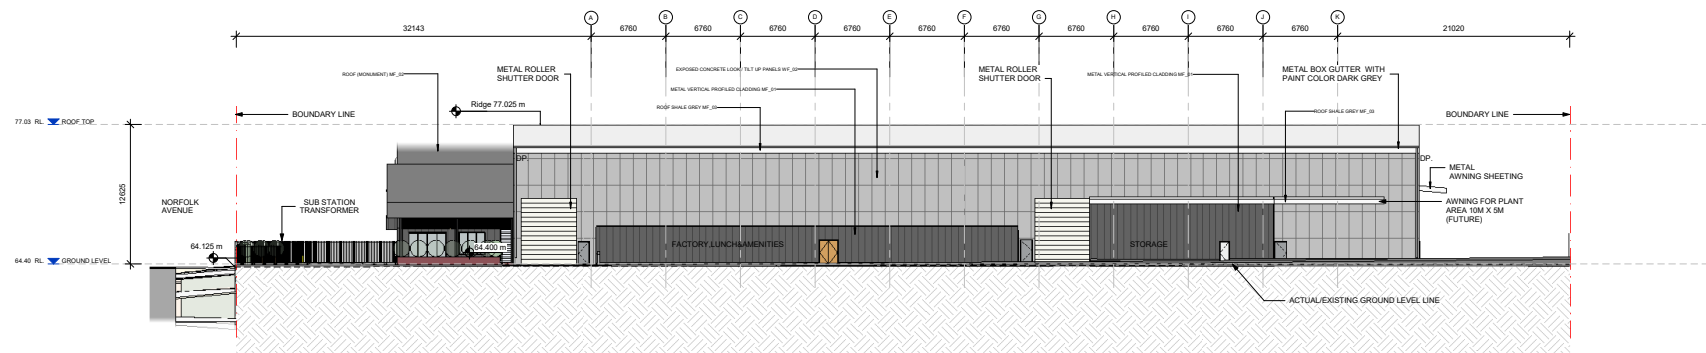 A B C D E F G H I J K
32143 6760 6760 6760 6760 6760 6760 6760 6760 6760 6760 21020
ROOF (MONUMENT) MF_02
METAL ROLLER
SHUTTER DOOR
EXPOSED CONCRETE LOOK / TILT UP PANELS WF_02
METAL VERTICAL PROFILED CLADDING MF_01
ROOF SHALE GREY MF_03
METAL ROLLER
SHUTTER DOOR
METAL VERTICAL PROFILED CLADDING MF_01
METAL BOX GUTTER WITH
PAINT COLOR DARK GREY
ROOF SHALE GREY MF_03
Ridge 77.025 m
BOUNDARY LINE
BOUNDARY LINE
77.03 RL ROOF TOP
DP.
DP.
METAL
AWNING SHEETING
12625
NORFOLK
AVENUE
SUB STATION
TRANSFORMER
AWNING FOR PLANT
AREA 10M X 5M
(FUTURE)
64.125 m
64.400 m
FACTORY,LUNCH&AMENITIES
STORAGE
64.40 RL GROUND LEVEL
ACTUAL/EXISTING GROUND LEVEL LINE